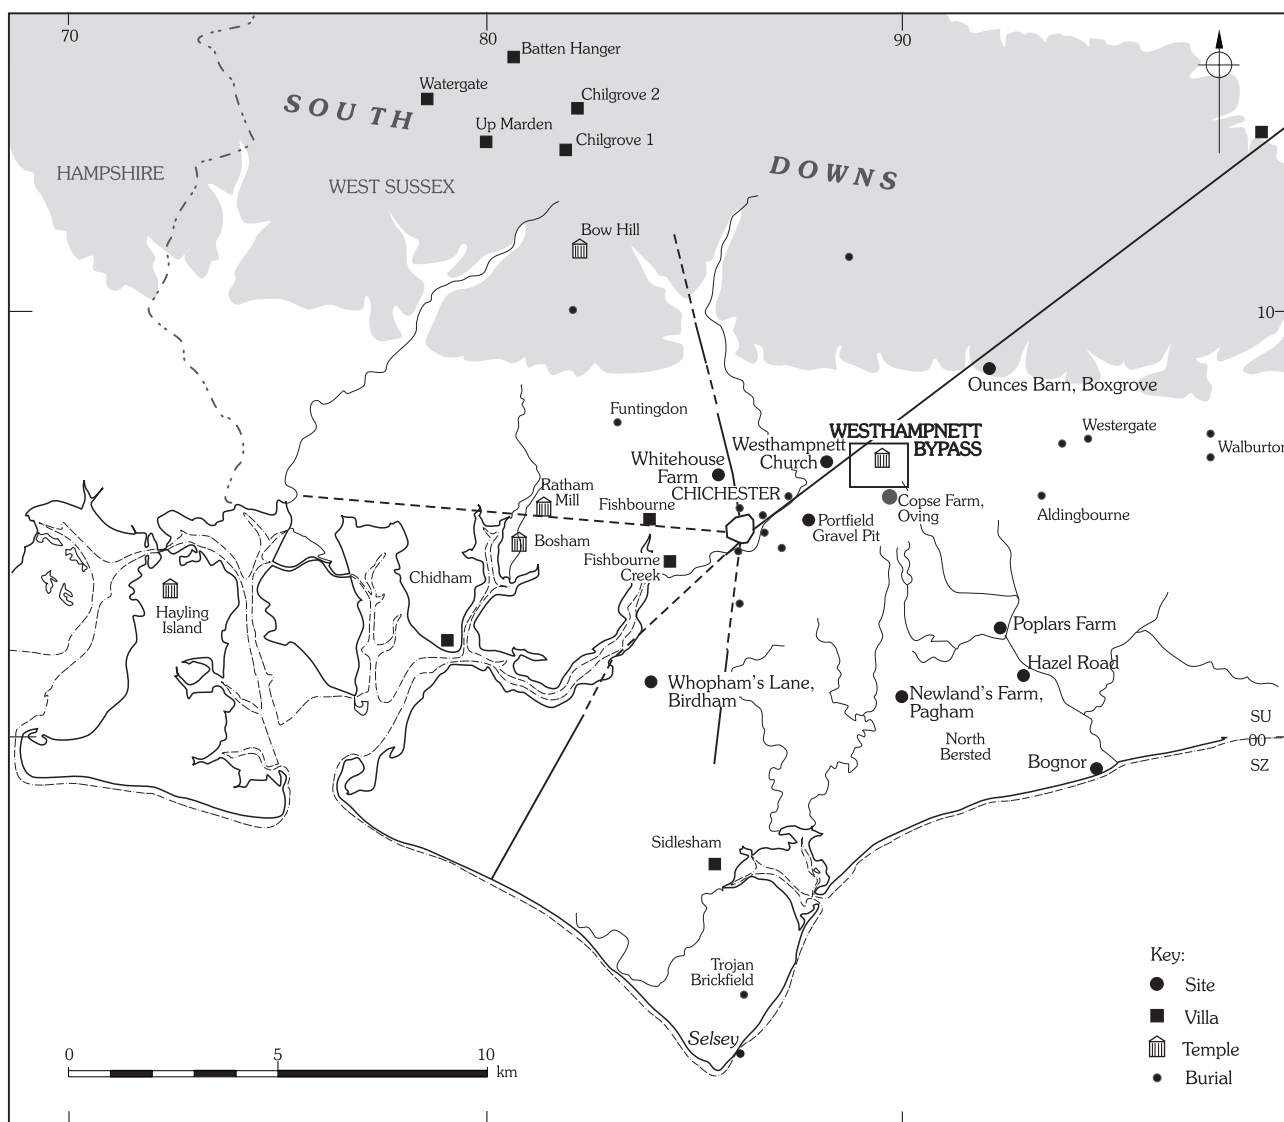 70
80
90
Batten Hanger
Watergate
Chilgrove 2
SOUTH
Up Marden
Chilgrove 1
DOWNS
HAMPSHIRE
WEST SUSSEX
Bow Hill
10
Ounces Barn, Boxgrove
Funtingdon
WESTHAMPNETT
BYPASS
Westergate
Walburton
Westhampnett
Church
Whitehouse
Farm
CHICHESTER
Ratham
Mill
Fishbourne
Copse Farm,
Oving
Aldingbourne
Portfield
Gravel Pit
Bosham
Fishbourne
Creek
Chidham
Hayling
Island
Poplars Farm
Hazel Road
Whopham's Lane,
Birdham
Newland's Farm,
Pagham
North
Bersted
SU
00
SZ
Bognor
Sidlesham
Trojan
Brickfield
Selsey
Key:
Site
Villa
Temple
Burial
0
5
10
km